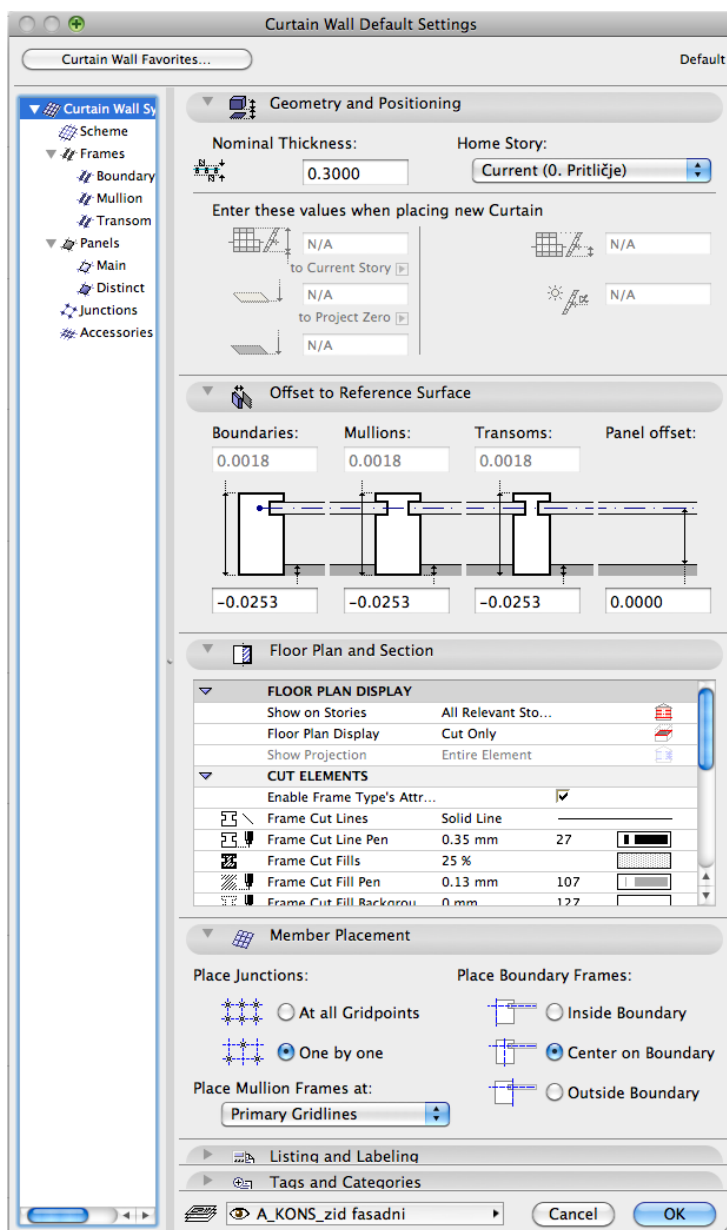 Curtain Wall Default Settings
Curtain Wall Favorites...
Default
Curtain Wall Sy
Scheme
Frames
Boundary
Mullion
Transom
Panels
Main
Distinct
Junctions
Accessories
Geometry and Positioning
Nominal Thickness: Home Story:
0.3000 Current (0. Pritličje)
Enter these values when placing new Curtain
N/A N/A
to Current Story
N/A N/A
to Project Zero
N/A
Offset to Reference Surface
Boundaries: Mullions: Transoms: Panel offset:
0.0018 0.0018 0.0018
-0.0253 -0.0253 -0.0253 0.0000
Floor Plan and Section
FLOOR PLAN DISPLAY
Show on Stories All Relevant Sto...
Floor Plan Display Cut Only
Show Projection Entire Element
CUT ELEMENTS
Enable Frame Type's Attr...
Frame Cut Lines Solid Line
Frame Cut Line Pen 0.35 mm 27
Frame Cut Fills 25 %
Frame Cut Fill Pen 0.13 mm 107
Frame Cut Fill Backgrou 0 mm 127
Member Placement
Place Junctions: Place Boundary Frames:
At all Gridpoints Inside Boundary
One by one Center on Boundary
Place Mullion Frames at: Outside Boundary
Primary Gridlines
Listing and Labeling
Tags and Categories
A_KONS_zid fasadni Cancel OK